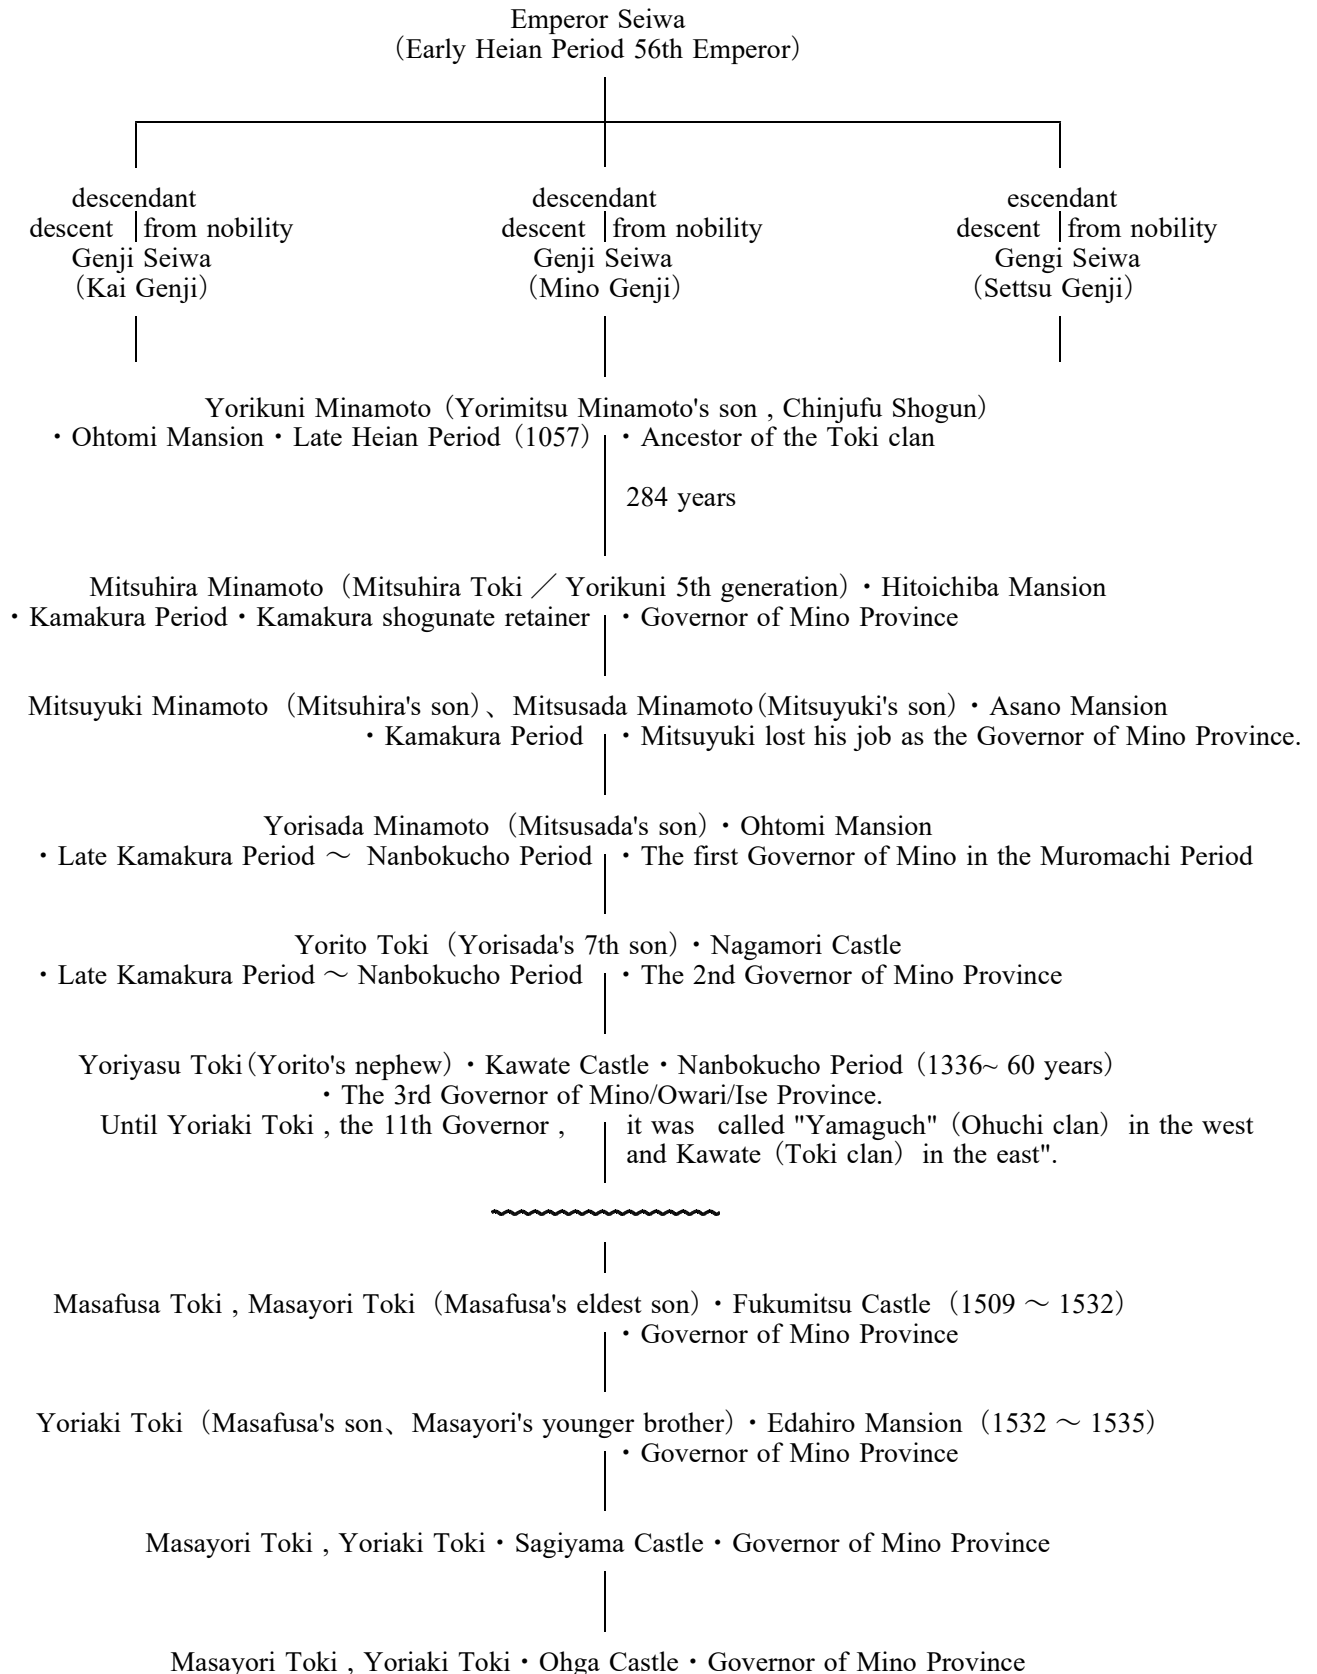 Emperor Seiwa
（Early Heian Period 56th Emperor）
descendant descendant escendant
descent from nobility descent from nobility descent from nobility
Genji Seiwa Genji Seiwa Gengi Seiwa
（Kai Genji） （Mino Genji） （Settsu Genji）
Yorikuni Minamoto（Yorimitsu Minamoto's son , Chinjufu Shogun）
・Ohtomi Mansion・Late Heian Period（1057） ・Ancestor of the Toki clan
284 years
Mitsuhira Minamoto（Mitsuhira Toki ／ Yorikuni 5th generation）・Hitoichiba Mansion
・Kamakura Period・Kamakura shogunate retainer ・Governor of Mino Province
Mitsuyuki Minamoto（Mitsuhira's son）、Mitsusada Minamoto（Mitsuyuki's son）・Asano Mansion
・Kamakura Period ・Mitsuyuki lost his job as the Governor of Mino Province.
Yorisada Minamoto（Mitsusada's son）・Ohtomi Mansion
・Late Kamakura Period ～ Nanbokucho Period ・The first Governor of Mino in the Muromachi Period
Yorito Toki（Yorisada's 7th son）・Nagamori Castle
・Late Kamakura Period ～ Nanbokucho Period ・The 2nd Governor of Mino Province
Yoriyasu Toki（Yorito's nephew）・Kawate Castle・Nanbokucho Period（1336~ 60 years）
・The 3rd Governor of Mino/Owari/Ise Province.
Until Yoriaki Toki , the 11th Governor , it was called "Yamaguch"（Ohuchi clan）in the west
and Kawate（Toki clan）in the east".
Masafusa Toki , Masayori Toki（Masafusa's eldest son）・Fukumitsu Castle（1509 ～ 1532）
・Governor of Mino Province
Yoriaki Toki（Masafusa's son、Masayori's younger brother）・Edahiro Mansion（1532 ～ 1535）
・Governor of Mino Province
Masayori Toki , Yoriaki Toki・Sagiyama Castle・Governor of Mino Province
Masayori Toki , Yoriaki Toki・Ohga Castle・Governor of Mino Province